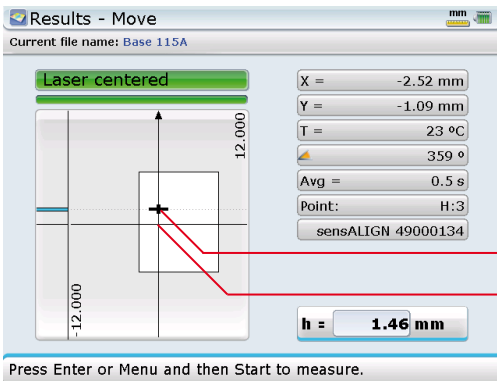 Results - Move
mm
Current file name: Base 115A
Laser centered
X = -2.52 mm
Y = -1.09 mm
T = 23 ºC
359 º
Avg = 0.5 s
Point: H:3
sensALIGN 49000134
12.000
-12.000
h = 1.46 mm
Press Enter or Menu and then Start to measure.